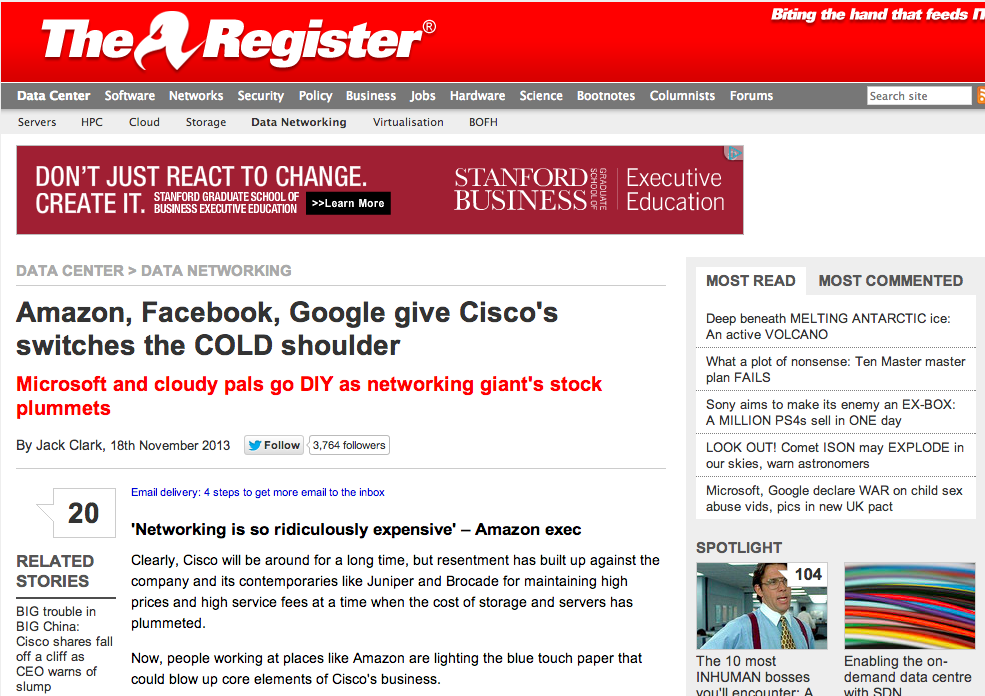 Biting the hand that feeds IT
The Register®
Data Center Software Networks Security Policy Business Jobs Hardware Science Bootnotes Columnists Forums
Search site
Servers HPC Cloud Storage Data Networking Virtualisation BOFH
DON'T JUST REACT TO CHANGE.
CREATE IT. STANFORD GRADUATE SCHOOL OF
BUSINESS EXECUTIVE EDUCATION
>>Learn More
STANFORD
BUSINESS
GRADUATE
SCHOOL OF
Executive
Education
DATA CENTER > DATA NETWORKING
Amazon, Facebook, Google give Cisco's
switches the COLD shoulder
Microsoft and cloudy pals go DIY as networking giant's stock
plummets
By Jack Clark, 18th November 2013
Follow
3,764 followers
20
RELATED
STORIES
BIG trouble in
BIG China:
Cisco shares fall
off a cliff as
CEO warns of
slump
Email delivery: 4 steps to get more email to the inbox
'Networking is so ridiculously expensive' – Amazon exec
Clearly, Cisco will be around for a long time, but resentment has built up against the
company and its contemporaries like Juniper and Brocade for maintaining high
prices and high service fees at a time when the cost of storage and servers has
plummeted.
Now, people working at places like Amazon are lighting the blue touch paper that
could blow up core elements of Cisco's business.
MOST READ
MOST COMMENTED
Deep beneath MELTING ANTARCTIC ice:
An active VOLCANO
What a plot of nonsense: Ten Master master
plan FAILS
Sony aims to make its enemy an EX-BOX:
A MILLION PS4s sell in ONE day
LOOK OUT! Comet ISON may EXPLODE in
our skies, warn astronomers
Microsoft, Google declare WAR on child sex
abuse vids, pics in new UK pact
SPOTLIGHT
104
The 10 most
INHUMAN bosses
you'll encounter: A
Enabling the on-
demand data centre
with SDN